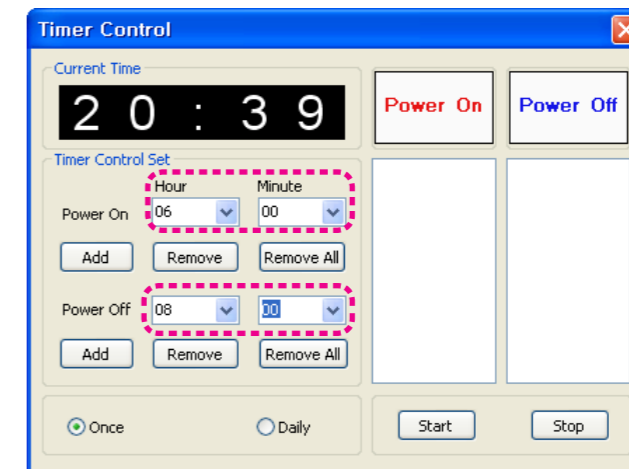 Timer Control
Current Time
20:39
Power On
Power Off
Timer Control Set
Hour Minute
Power On 06 00
Add Remove Remove All
Power Off 08 00
Add Remove Remove All
Once Daily
Start Stop